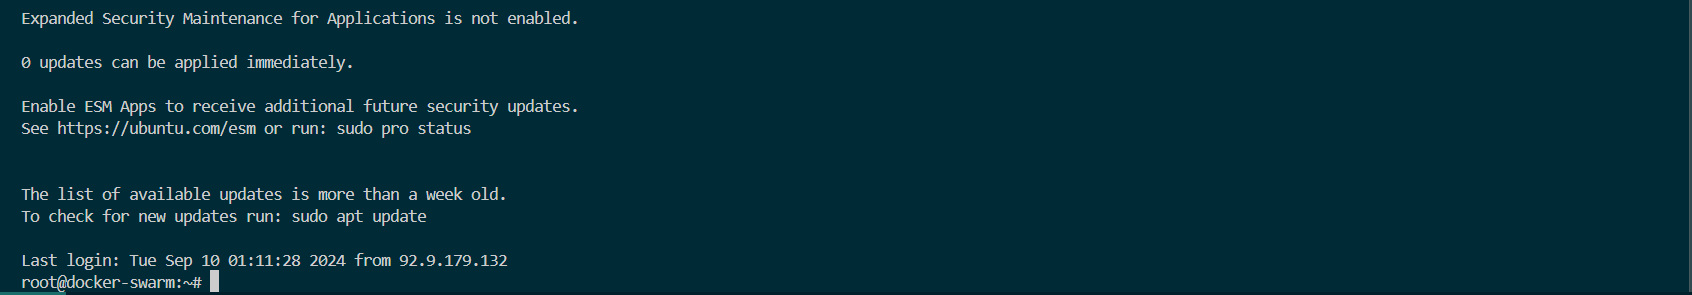 Expanded Security Maintenance for Applications is not enabled.
0 updates can be applied immediately.
Enable ESM Apps to receive additional future security updates.
See https://ubuntu.com/esm or run: sudo pro status
The list of available updates is more than a week old.
To check for new updates run: sudo apt update
Last login: Tue Sep 10 01:11:28 2024 from 92.9.179.132
root@docker-swarm:~#